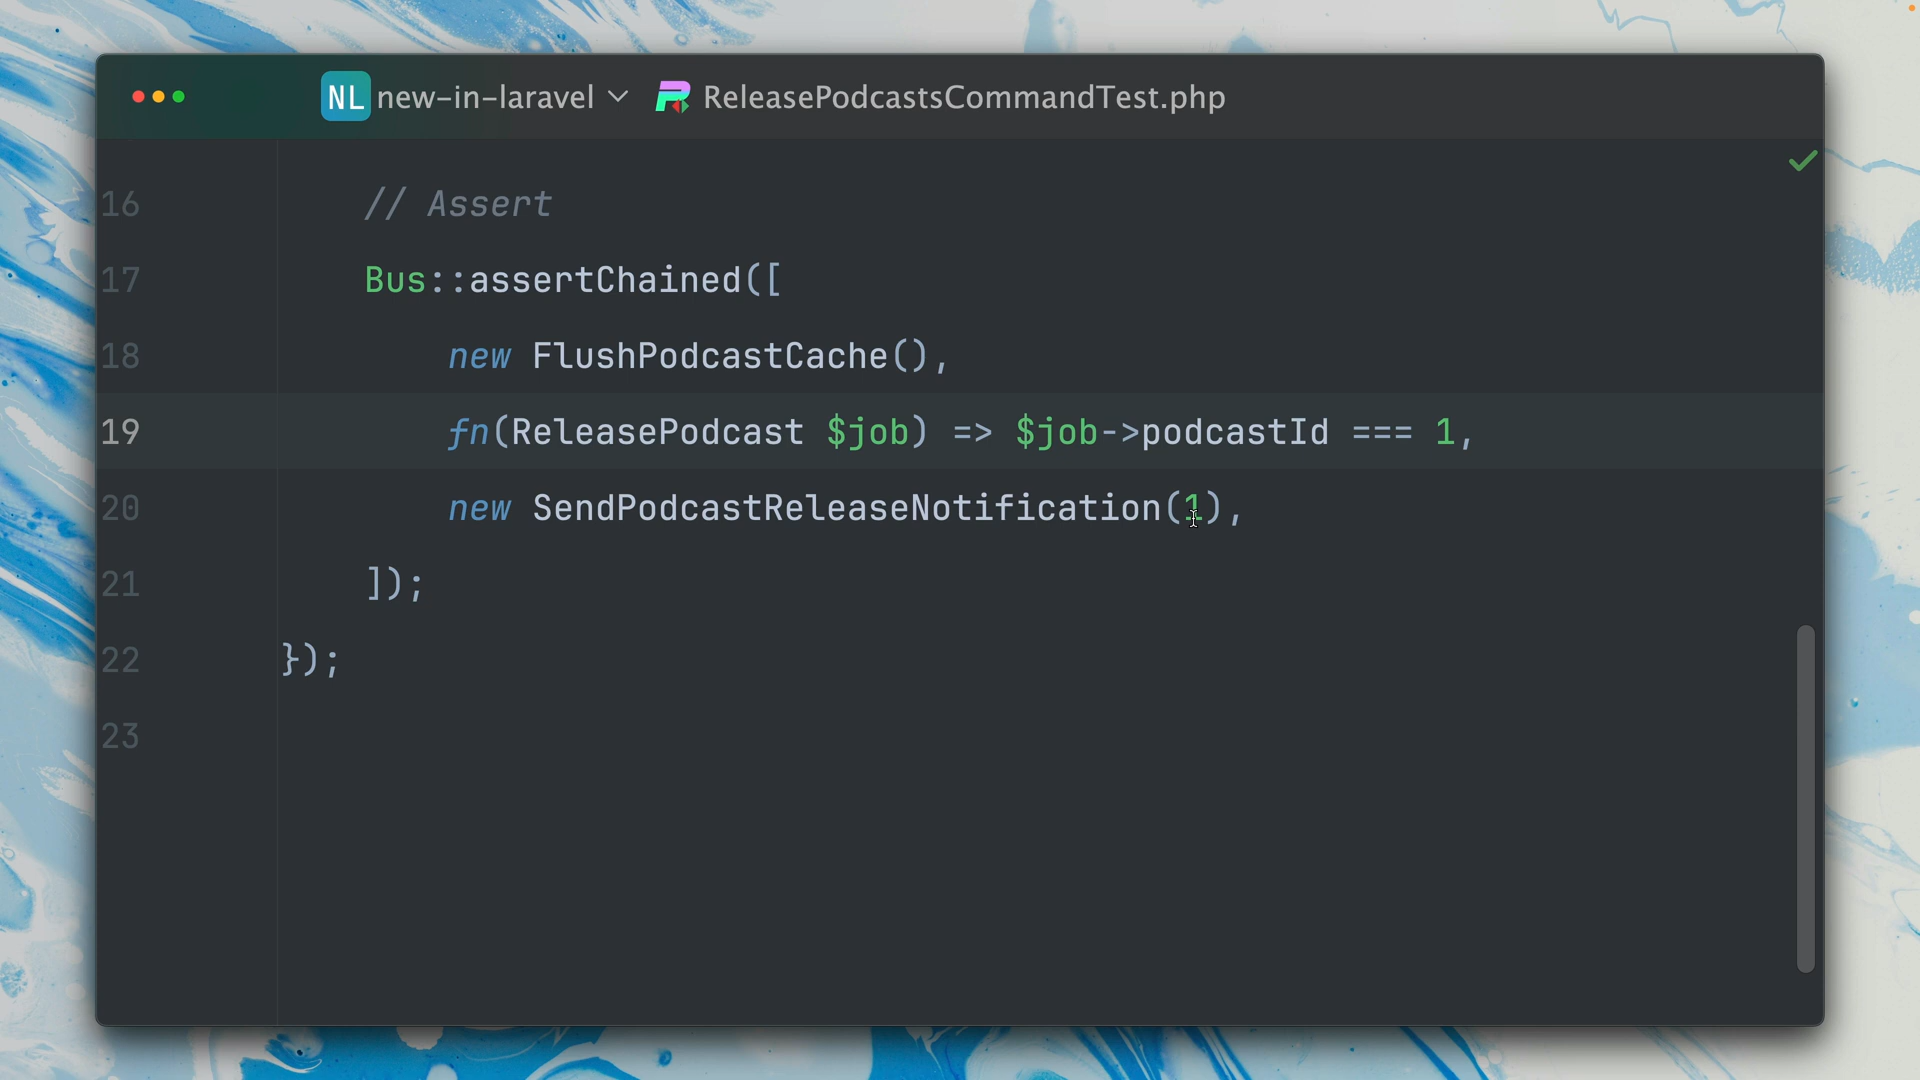 NL new-in-laravel ReleasePodcastsCommandTest.php
16 // Assert
17 Bus::assertChained([
18 new FlushPodcastCache(),
19 fn(ReleasePodcast $job) => $job->podcastId === 1,
20 new SendPodcastReleaseNotification(1),
21 ]);
22 });
23